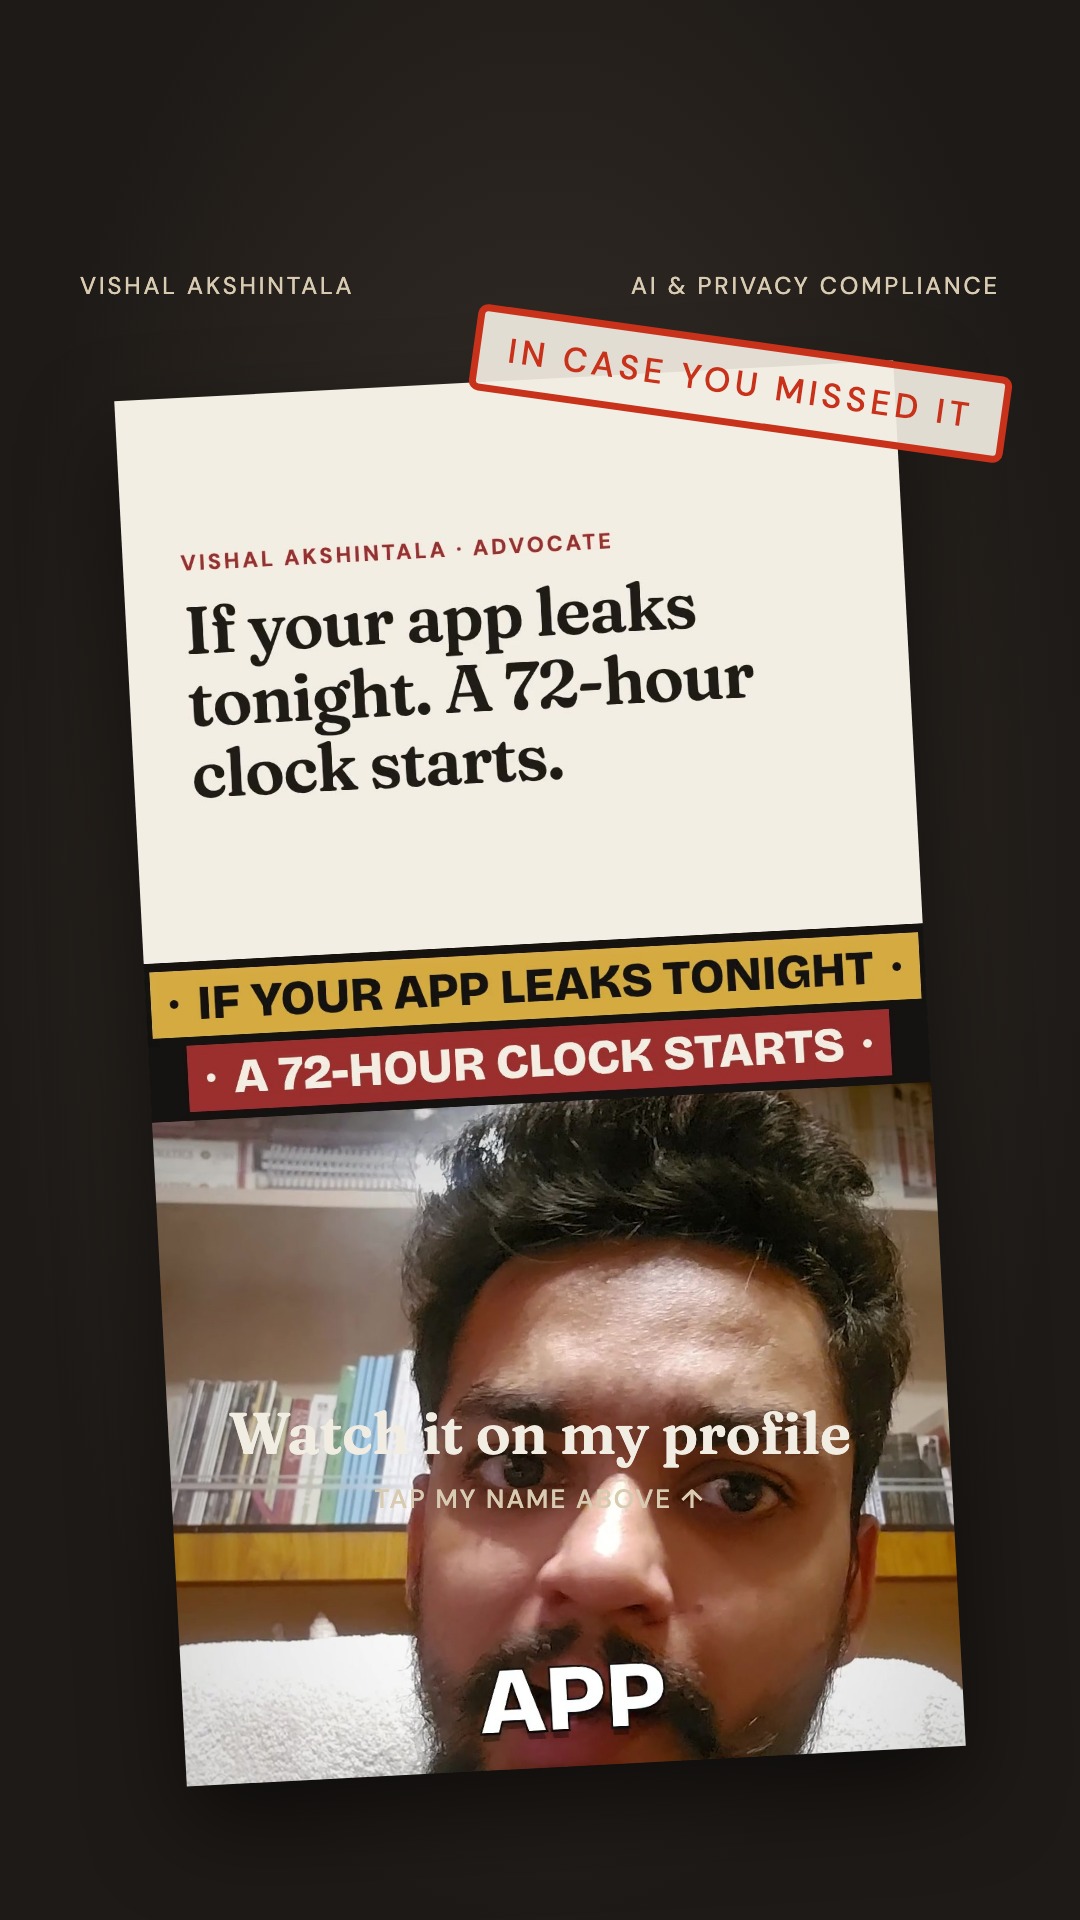 VISHAL AKSHINTALA
AI & PRIVACY COMPLIANCE
IN CASE YOU MISSED IT
VISHAL AKSHINTALA · ADVOCATE
If your app leaks
tonight. A 72-hour
clock starts.
· IF YOUR APP LEAKS TONIGHT ·
· A 72-HOUR CLOCK STARTS ·
Watch it on my profile
TAP MY NAME ABOVE ↑
APP